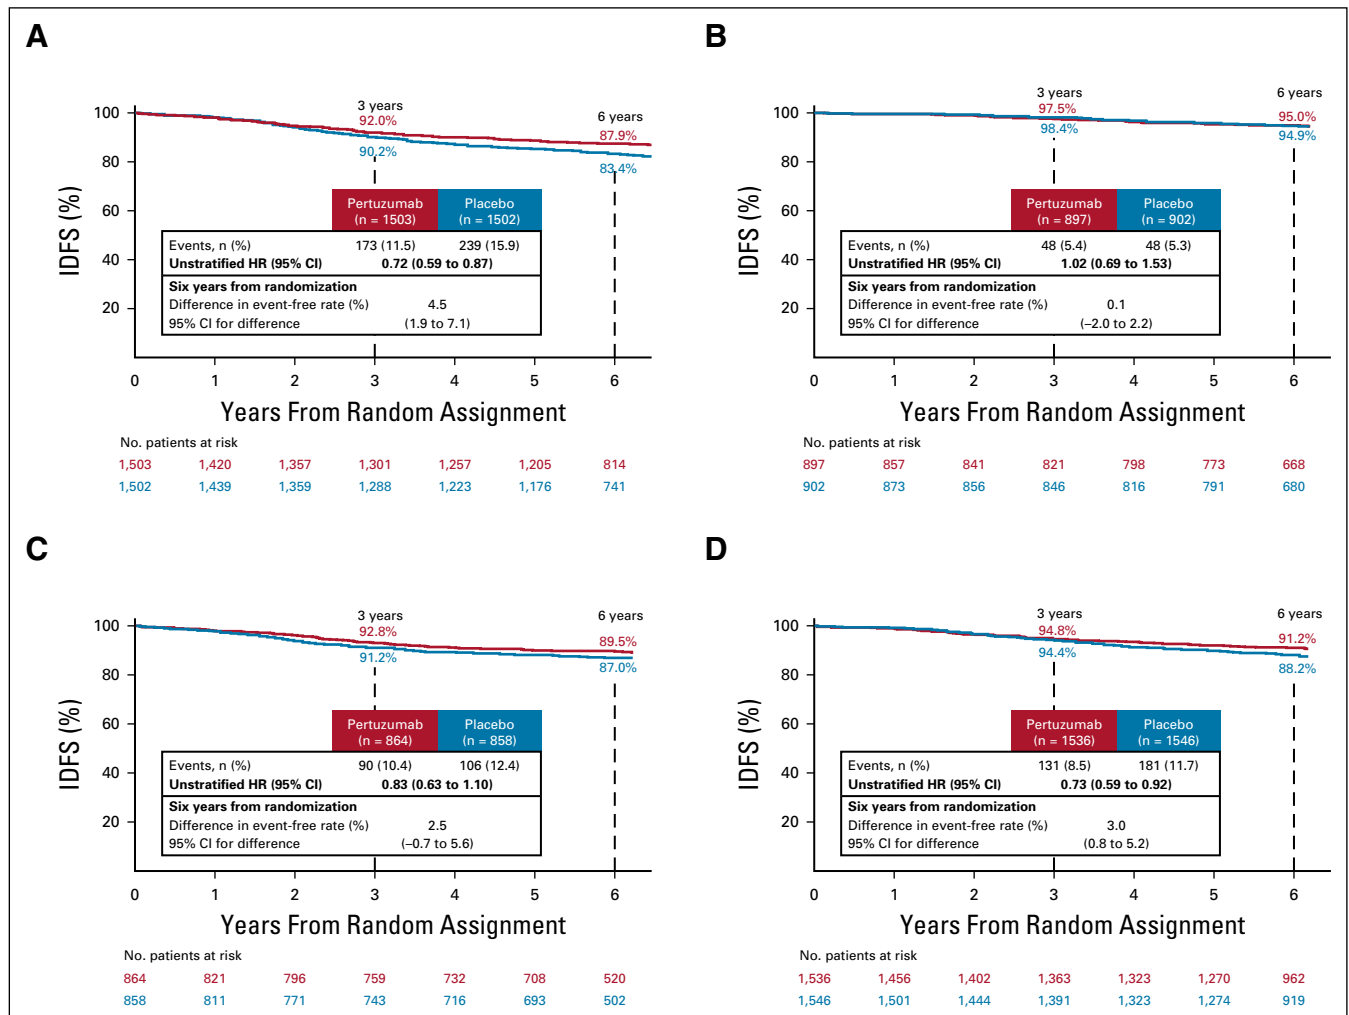 A
3 years
92.0%
6 years
87.9%
90.2%
83.4%
100
80
60
40
20
IDFS (%)
Pertuzumab Placebo
(n = 1503) (n = 1502)
Events, n (%) 173 (11.5) 239 (15.9)
Unstratified HR (95% CI) 0.72 (0.59 to 0.87)
Six years from randomization
Difference in event-free rate (%) 4.5
95% CI for difference (1.9 to 7.1)
0 1 2 3 4 5 6
Years From Random Assignment
No. patients at risk
1,503 1,420 1,357 1,301 1,257 1,205 814
1,502 1,439 1,359 1,288 1,223 1,176 741
B
3 years
97.5%
98.4%
6 years
95.0%
94.9%
100
80
60
40
20
IDFS (%)
Pertuzumab Placebo
(n = 897) (n = 902)
Events, n (%) 48 (5.4) 48 (5.3)
Unstratified HR (95% CI) 1.02 (0.69 to 1.53)
Six years from randomization
Difference in event-free rate (%) 0.1
95% CI for difference (–2.0 to 2.2)
0 1 2 3 4 5 6
Years From Random Assignment
No. patients at risk
897 857 841 821 798 773 668
902 873 856 846 816 791 680
C
3 years
92.8%
91.2%
6 years
89.5%
87.0%
100
80
60
40
20
IDFS (%)
Pertuzumab Placebo
(n = 864) (n = 858)
Events, n (%) 90 (10.4) 106 (12.4)
Unstratified HR (95% CI) 0.83 (0.63 to 1.10)
Six years from randomization
Difference in event-free rate (%) 2.5
95% CI for difference (–0.7 to 5.6)
0 1 2 3 4 5 6
Years From Random Assignment
No. patients at risk
864 821 796 759 732 708 520
858 811 771 743 716 693 502
D
3 years
94.8%
94.4%
6 years
91.2%
88.2%
100
80
60
40
20
IDFS (%)
Pertuzumab Placebo
(n = 1536) (n = 1546)
Events, n (%) 131 (8.5) 181 (11.7)
Unstratified HR (95% CI) 0.73 (0.59 to 0.92)
Six years from randomization
Difference in event-free rate (%) 3.0
95% CI for difference (0.8 to 5.2)
0 1 2 3 4 5 6
Years From Random Assignment
No. patients at risk
1,536 1,456 1,402 1,363 1,323 1,270 962
1,546 1,501 1,444 1,391 1,323 1,274 919